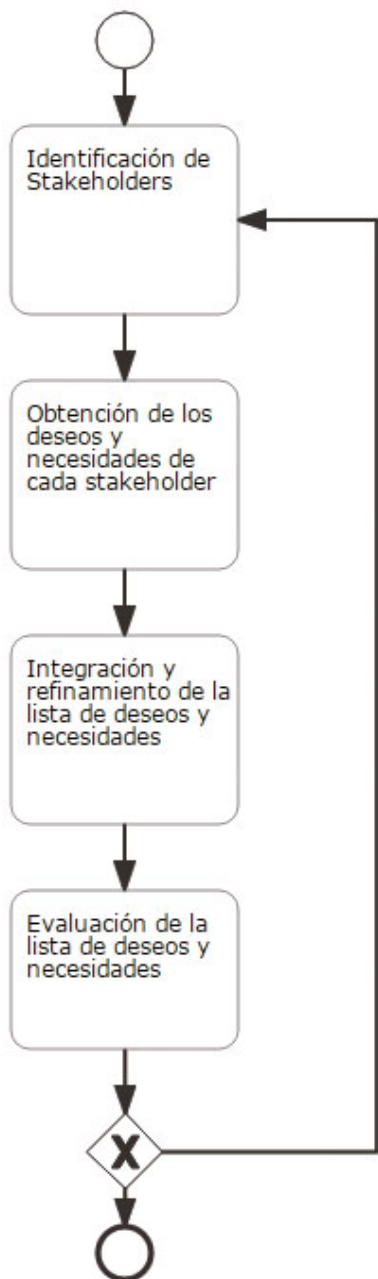 Identificación de
Stakeholders
Obtención de los
deseos y
necesidades de
cada stakeholder
Integración y
refinamiento de la
lista de deseos y
necesidades
Evaluación de la
lista de deseos y
necesidades
X